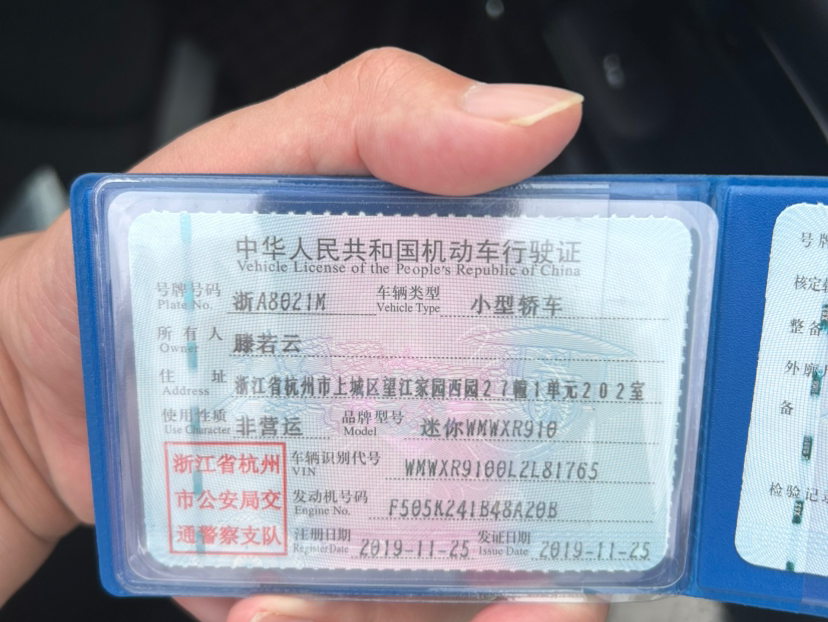 中华人民共和国机动车行驶证
Vehicle License of the People's Republic of China
号牌号码 浙A8021M 车辆类型 小型轿车
Plate No. Vehicle Type
所有人 滕若云
Owner
住址 浙江省杭州市上城区望江家园西园27幢1单元202室
Address
使用性质 非营运 品牌型号 迷你WMWXR910
Use Character Model
浙江省杭州
市公安局交
通警察支队
车辆识别代号 WMWXR9100L2L81765
VIN
发动机号码 F505K241B48A20B
Engine No.
注册日期 2019-11-25 发证日期 2019-11-25
Register Date Issue Date
号牌
核定
整备
外廓
备
检验记